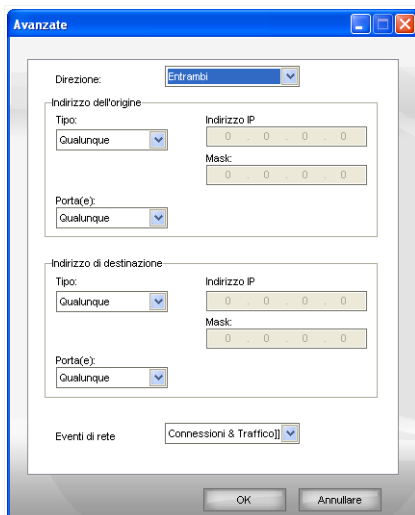 Avanzate
Direzione: Entrambi
Indirizzo dell'origine
Tipo: Indirizzo IP
Qualunque 0 . 0 . 0 . 0
Mask:
0 . 0 . 0 . 0
Porta(e):
Qualunque
Indirizzo di destinazione
Tipo: Indirizzo IP
Qualunque 0 . 0 . 0 . 0
Mask:
0 . 0 . 0 . 0
Porta(e):
Qualunque
Eventi di rete Connessioni & Traffico]]
OK Annullare